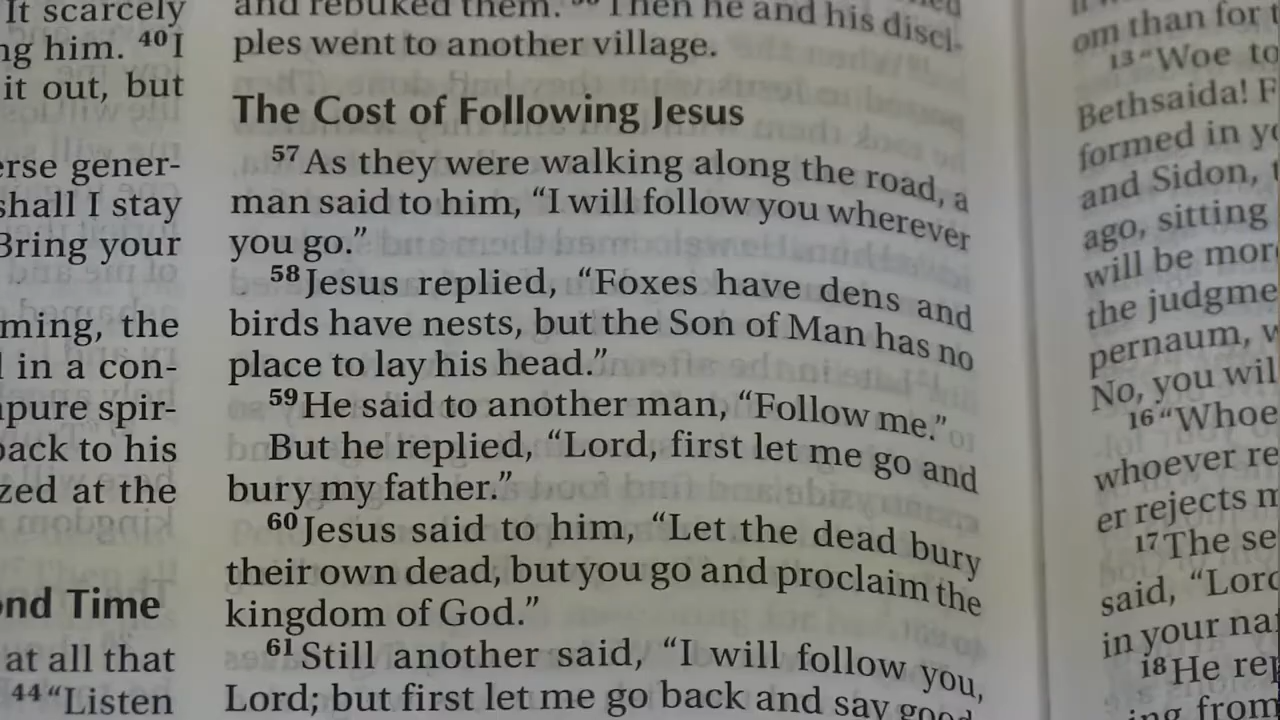 It scarcely
ng him. 40 I
it out, but
erse gener-
shall I stay
Bring your
ming, the
in a con-
pure spir-
back to his
zed at the
nd Time
at all that
44 “Listen
and rebuked them. Then he and his disci-
ples went to another village.
The Cost of Following Jesus
57 As they were walking along the road, a
man said to him, “I will follow you wherever
you go.”
58 Jesus replied, “Foxes have dens and
birds have nests, but the Son of Man has no
place to lay his head.”
59 He said to another man, “Follow me.”
But he replied, “Lord, first let me go and
bury my father.”
60 Jesus said to him, “Let the dead bury
their own dead, but you go and proclaim the
kingdom of God.”
61 Still another said, “I will follow you,
Lord; but first let me go back and say good
om than for t
13 “Woe to
Bethsaida! F
formed in yo
and Sidon, t
ago, sitting
will be mor
the judgme
pernaum, w
No, you wil
16 “Whoe
whoever re
er rejects m
17 The se
said, “Lord
in your na
18 He rep
ing from